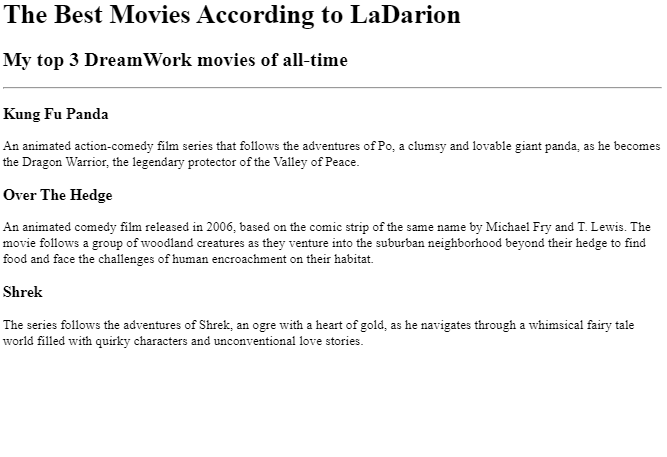 The Best Movies According to LaDarion
My top 3 DreamWork movies of all-time
Kung Fu Panda
An animated action-comedy film series that follows the adventures of Po, a clumsy and lovable giant panda, as he becomes
the Dragon Warrior, the legendary protector of the Valley of Peace.
Over The Hedge
An animated comedy film released in 2006, based on the comic strip of the same name by Michael Fry and T. Lewis. The
movie follows a group of woodland creatures as they venture into the suburban neighborhood beyond their hedge to find
food and face the challenges of human encroachment on their habitat.
Shrek
The series follows the adventures of Shrek, an ogre with a heart of gold, as he navigates through a whimsical fairy tale
world filled with quirky characters and unconventional love stories.